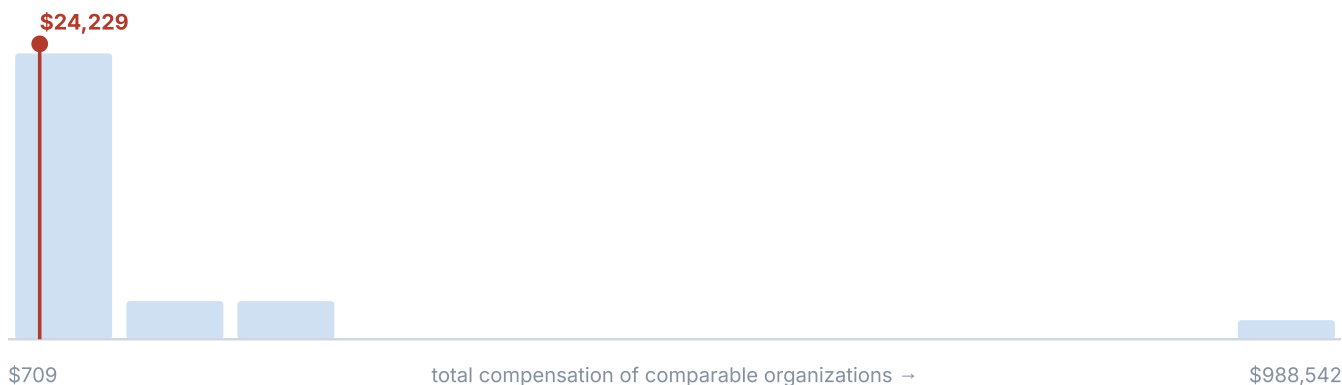 $24,229
$709 total compensation of comparable organizations → $988,542